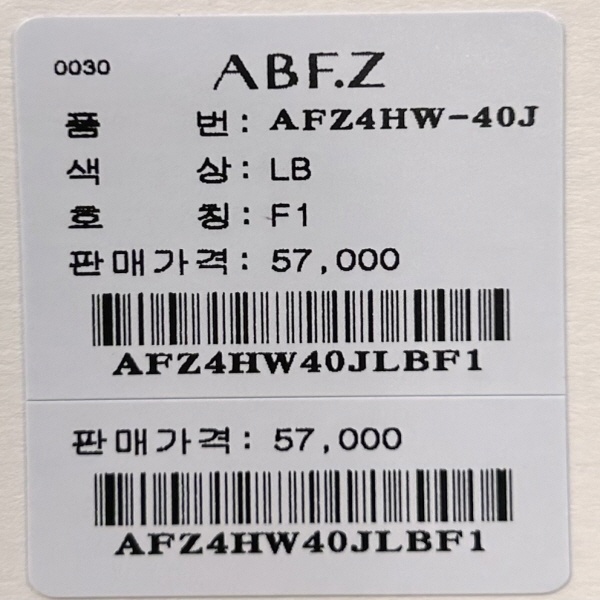 0030 ABF.Z
품 번: AFZ4HW-40J
색 상: LB
호 칭: F1
판매가격: 57,000
AFZ4HW40JLBF1
판매가격: 57,000
AFZ4HW40JLBF1